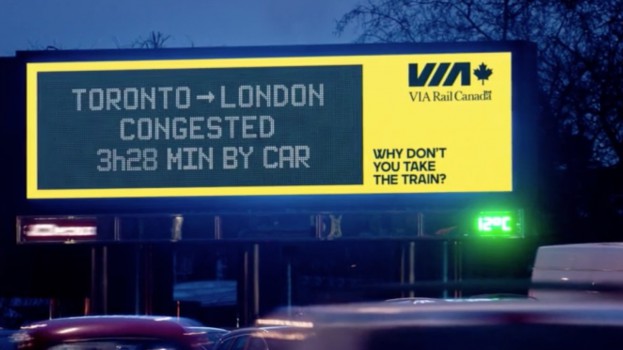 TORONTO→LONDON
CONGESTED
3h28 MIN BY CAR
VIA
VIA Rail Canada
WHY DON'T
YOU TAKE
THE TRAIN?
12°C